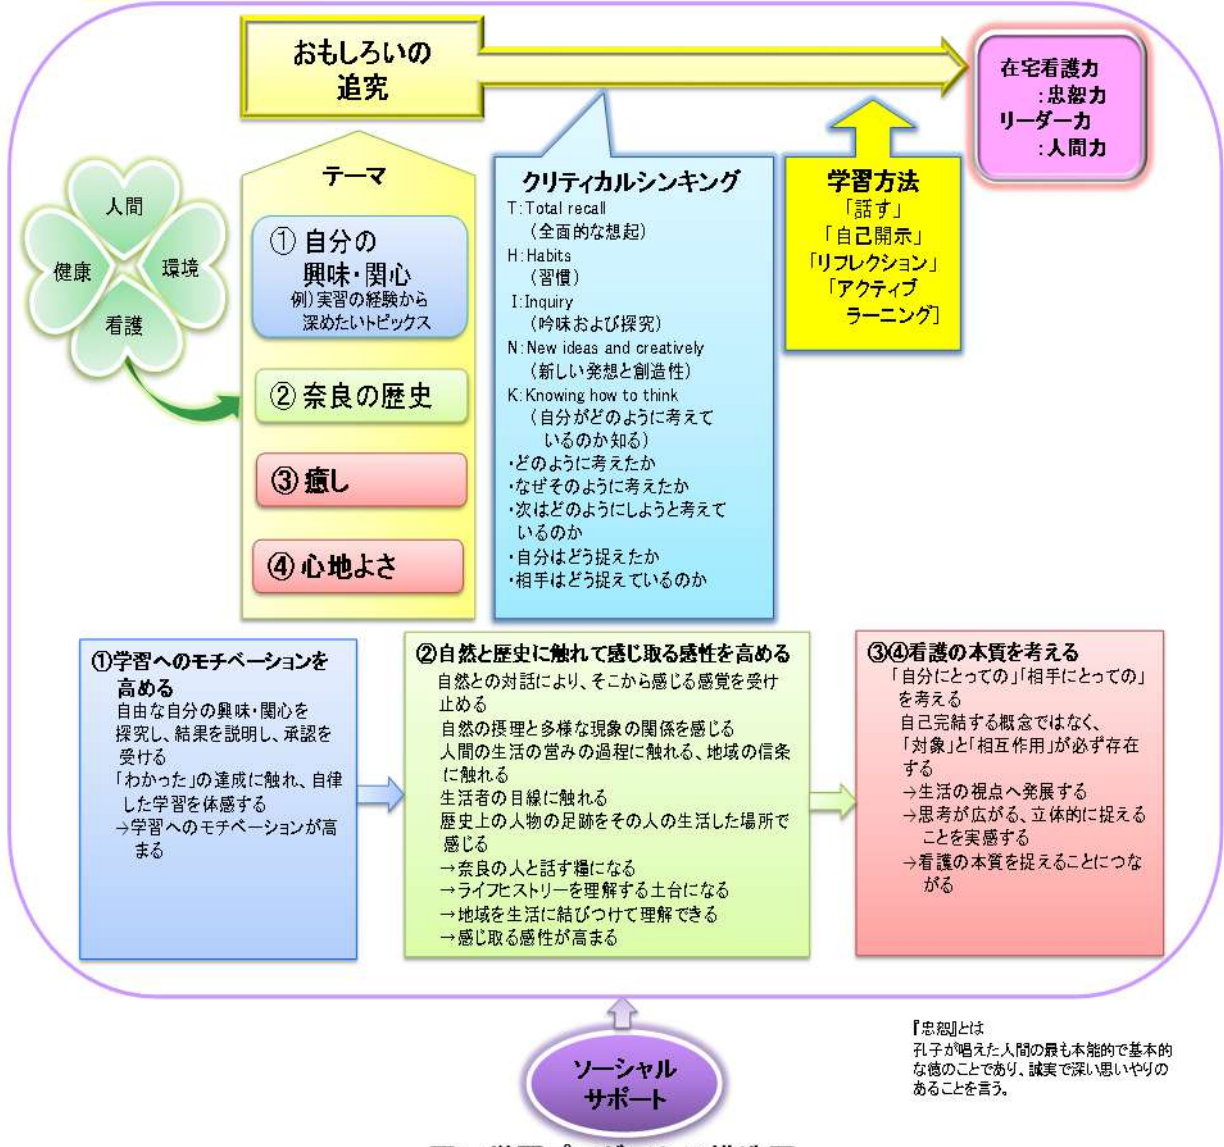 おもしろいの
追究
在宅看護力
:忠恕力
リーダー力
:人間力
人間
健康
環境
看護
テーマ
① 自分の
興味・関心
例)実習の経験から
深めたいトピックス
② 奈良の歴史
③ 癒し
④ 心地よさ
クリティカルシンキング
T:Total recall
(全面的な想起)
H:Habits
(習慣)
I:Inquiry
(吟味および探究)
N:New ideas and creatively
(新しい発想と創造性)
K:Knowing how to think
(自分がどのように考えて
いるのか知る)
・どのように考えたか
・なぜそのように考えたか
・次はどのようにしようと考えて
いるのか
・自分はどう捉えたか
・相手はどう捉えているのか
学習方法
「話す」
「自己開示」
「リフレクション」
「アクティブ
ラーニング]
①学習へのモチベーションを
高める
自由な自分の興味・関心を
探究し、結果を説明し、承認を
受ける
「わかった」の達成に触れ、自律
した学習を体感する
→学習へのモチベーションが高
まる
②自然と歴史に触れて感じ取る感性を高める
自然との対話により、そこから感じる感覚を受け
止める
自然の摂理と多様な現象の関係を感じる
人間の生活の営みの過程に触れる、地域の信条
に触れる
生活者の目線に触れる
歴史上の人物の足跡をその人の生活した場所で
感じる
→奈良の人と話す糧になる
→ライフヒストリーを理解する土台になる
→地域を生活に結びつけて理解できる
→感じ取る感性が高まる
③④看護の本質を考える
「自分にとっての」「相手にとっての」
を考える
自己完結する概念ではなく、
「対象」と「相互作用」が必ず存在
する
→生活の視点へ発展する
→思考が広がる、立体的に捉える
ことを実感する
→看護の本質を捉えることにつな
がる
ソーシャル
サポート
『忠恕』とは
孔子が唱えた人間の最も本能的で基本的
な徳のことであり、誠実で深い思いやりの
あることを言う。